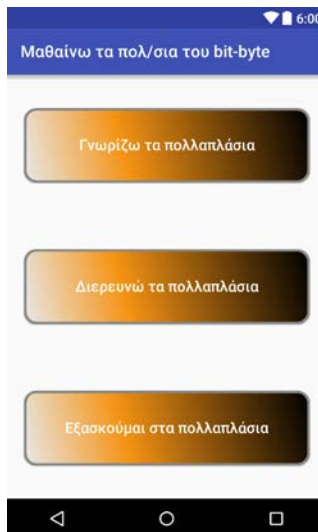 6:00
Μαθαίνω τα πολ/σια του bit-byte
Γνωρίζω τα πολλαπλάσια
Διερευνώ τα πολλαπλάσια
Εξασκούμαι στα πολλαπλάσια